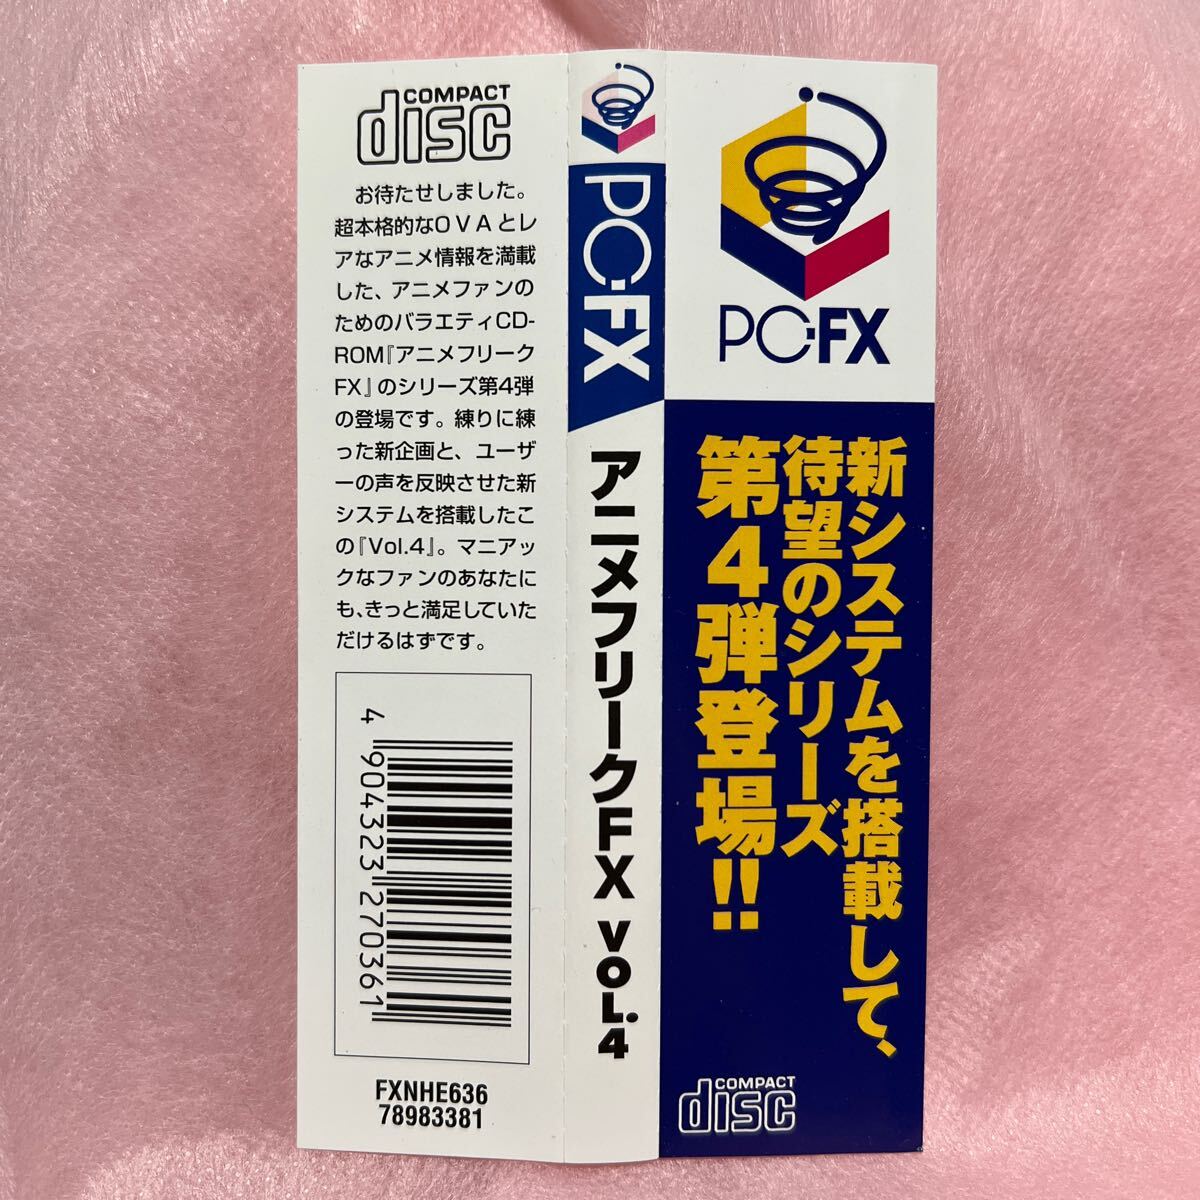 COMPACT
disc
お待たせしました。
超本格的なOVAとレ
アなアニメ情報を満載
した、アニメファンの
ためのバラエティCD-
ROM『アニメフリーク
FX』のシリーズ第4弾
の登場です。練りに練
った新企画と、ユーザ
ーの声を反映させた新
システムを搭載したこ
の『Vol.4』。マニアッ
クなファンのあなたに
も、きっと満足していた
だけるはずです。
4 904323 270361
FXNHE636
78983381
PC-FX
アニメフリークFX VOL.4
PC-FX
新システムを搭載して、
待望のシリーズ
第4弾登場!!
COMPACT
disc